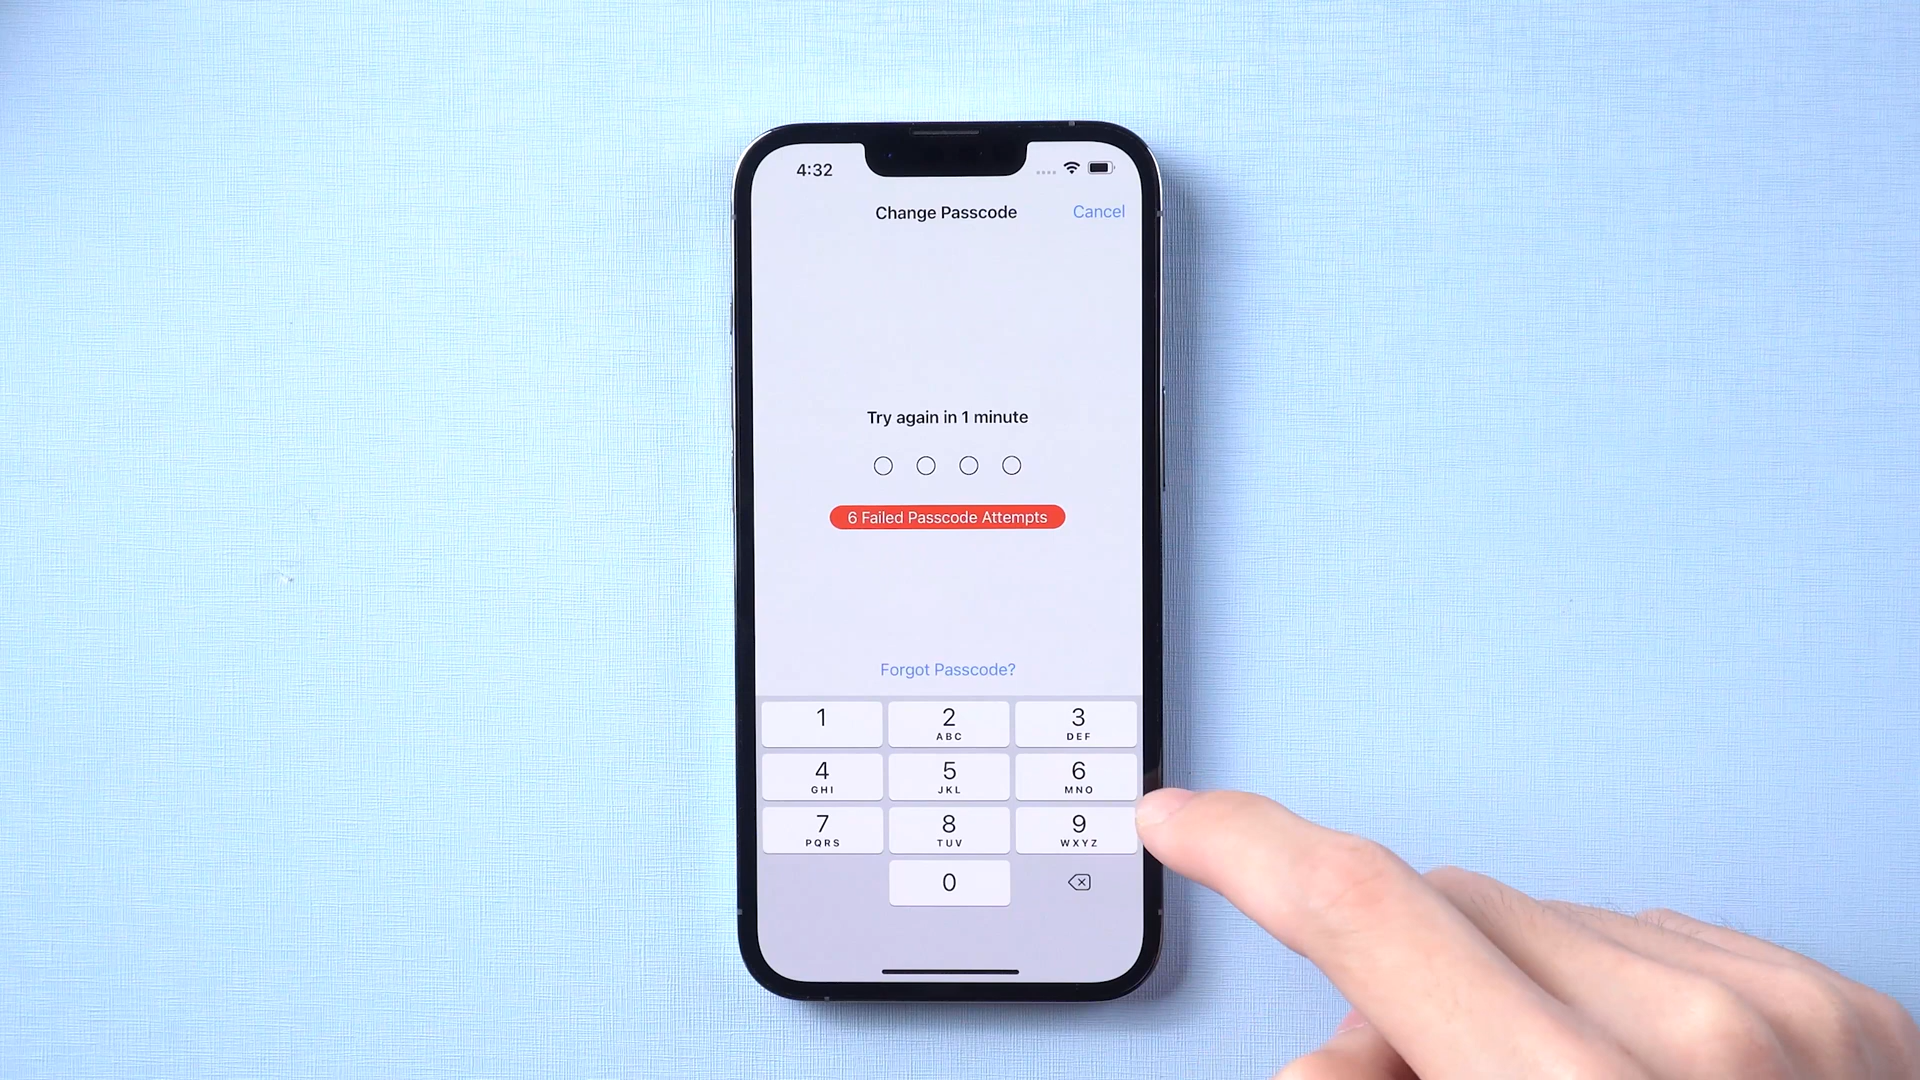 4:32
Change Passcode
Cancel
Try again in 1 minute
6 Failed Passcode Attempts
Forgot Passcode?
1
2
ABC
3
DEF
4
GHI
5
JKL
6
MNO
7
PQRS
8
TUV
9
WXYZ
0